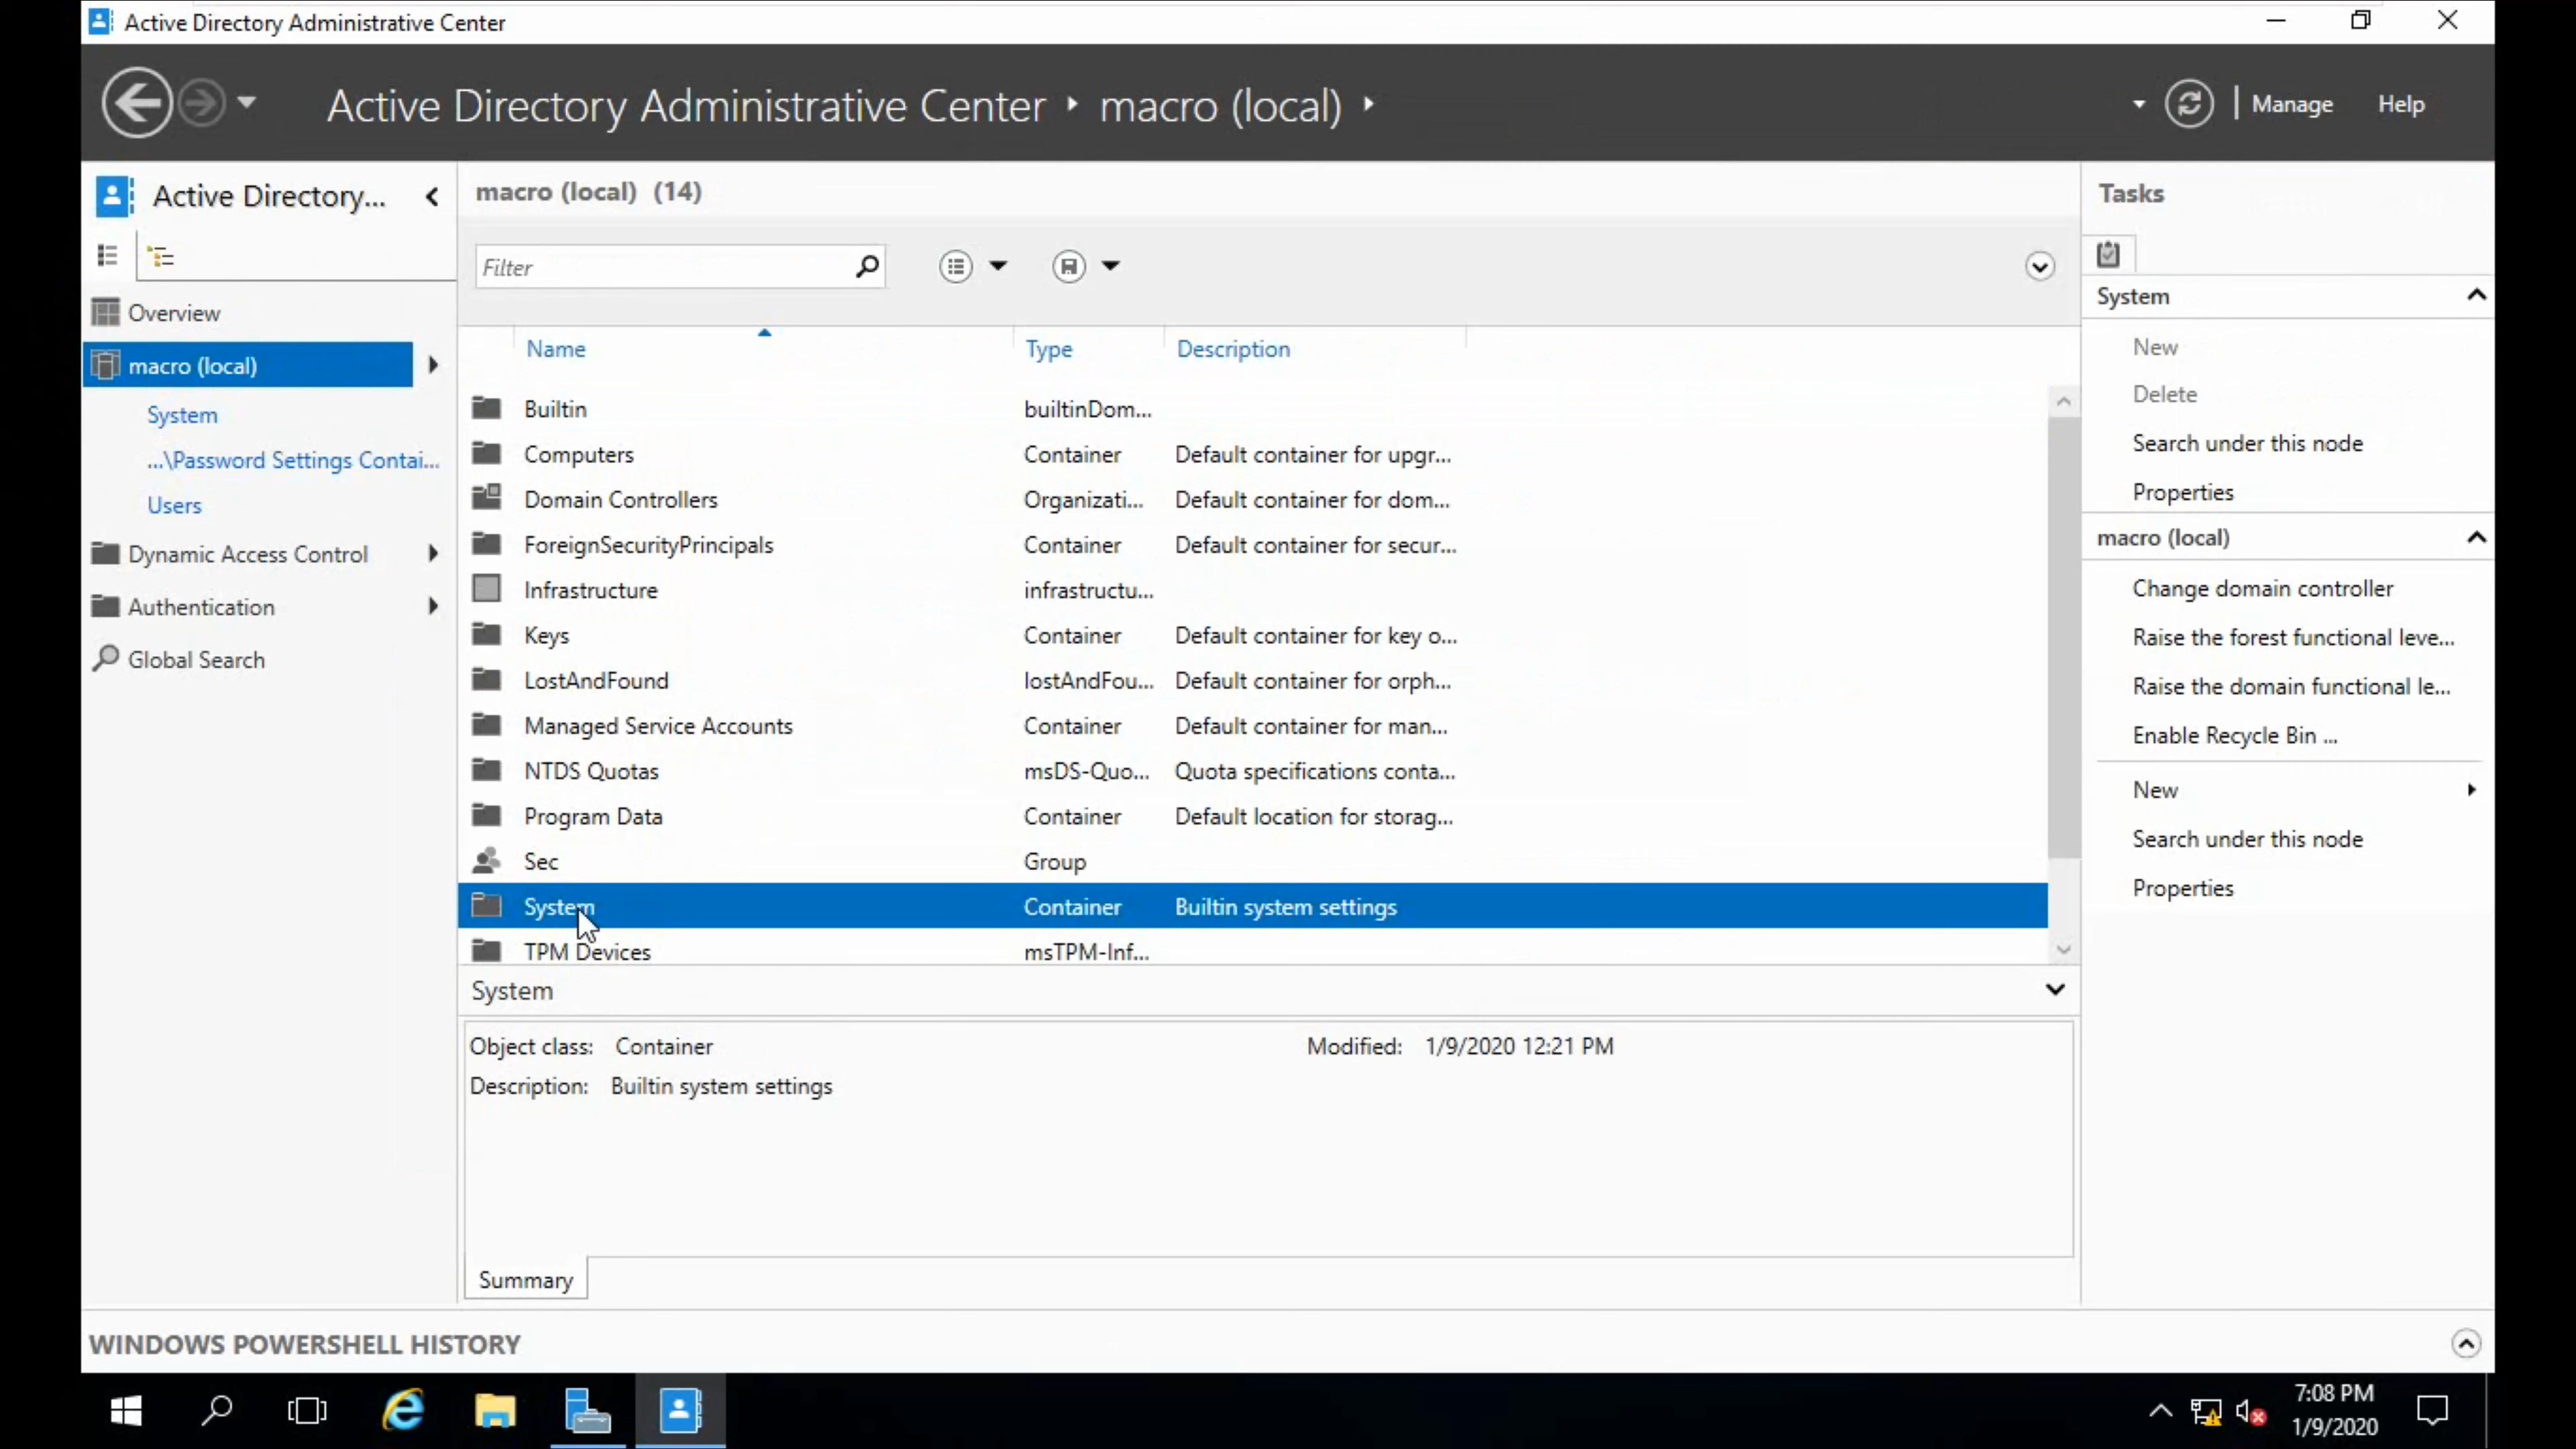 Active Directory Administrative Center
Active Directory Administrative Center ‣ macro (local) ‣
Manage
Help
Active Directory...
Overview
macro (local)
System
...\Password Settings Contai...
Users
Dynamic Access Control
Authentication
Global Search
macro (local) (14)
Filter
Name Type Description
Builtin builtinDom...
Computers Container Default container for upgr...
Domain Controllers Organizati... Default container for dom...
ForeignSecurityPrincipals Container Default container for secur...
Infrastructure infrastructu...
Keys Container Default container for key o...
LostAndFound lostAndFou... Default container for orph...
Managed Service Accounts Container Default container for man...
NTDS Quotas msDS-Quo... Quota specifications conta...
Program Data Container Default location for storag...
Sec Group
System Container Builtin system settings
TPM Devices msTPM-Inf...
System
Object class: Container Modified: 1/9/2020 12:21 PM
Description: Builtin system settings
Summary
Tasks
System
New
Delete
Search under this node
Properties
macro (local)
Change domain controller
Raise the forest functional leve...
Raise the domain functional le...
Enable Recycle Bin ...
New
Search under this node
Properties
WINDOWS POWERSHELL HISTORY
7:08 PM
1/9/2020